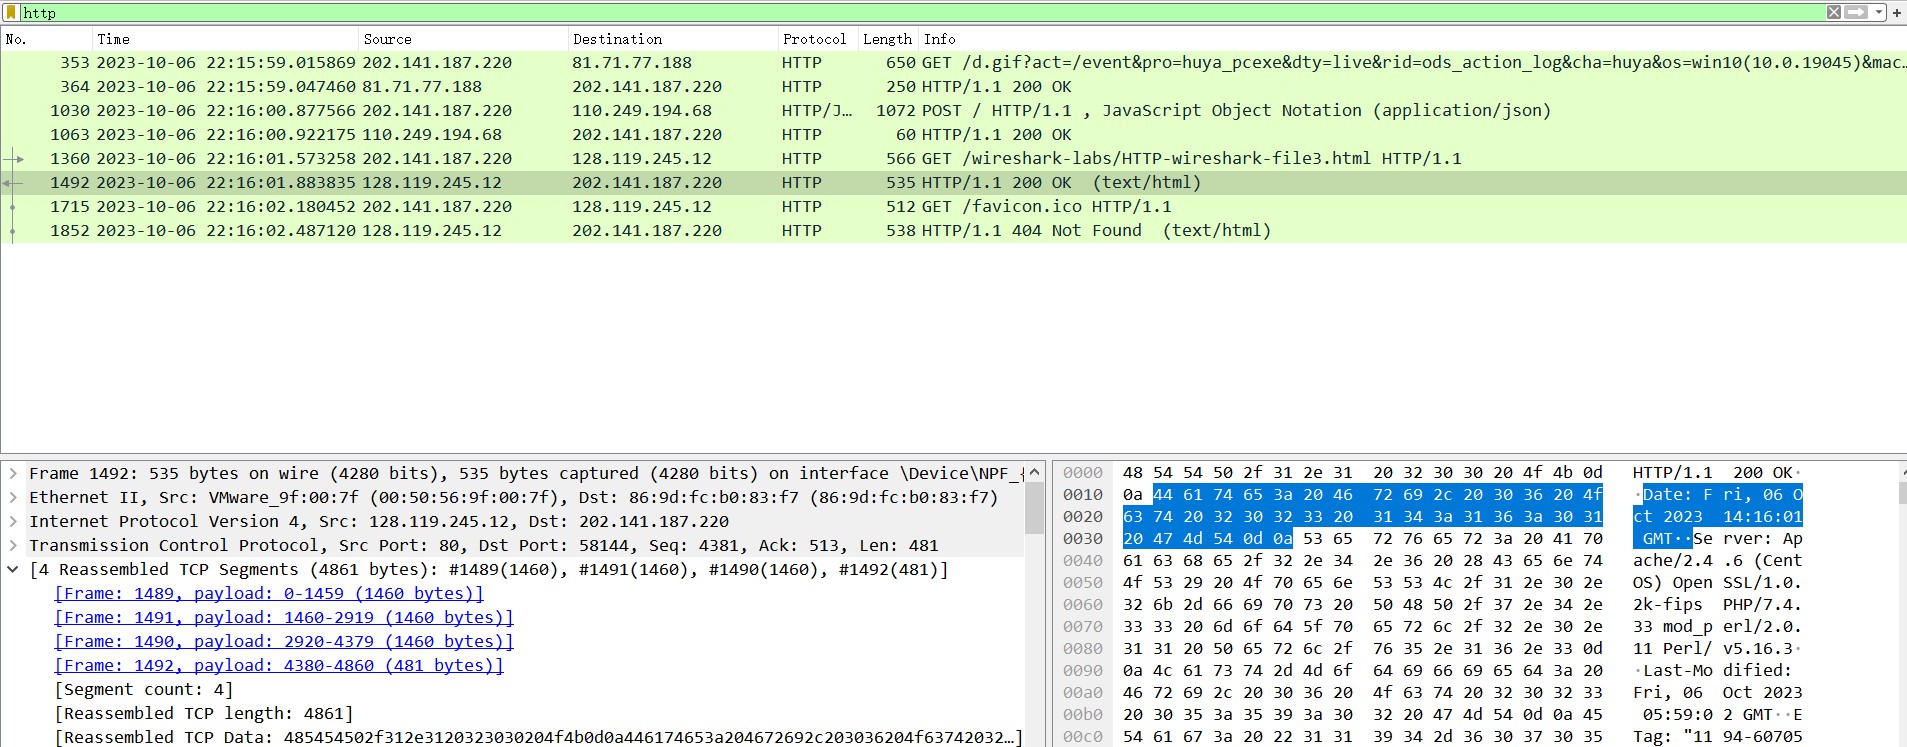 http
No. Time Source Destination Protocol Length Info
353 2023-10-06 22:15:59.015869 202.141.187.220 81.71.77.188 HTTP 650 GET /d.gif?act=/event&pro=huya_pcexe&dty=live&rid=ods_action_log&cha=huya&os=win10(10.0.19045)&mac…
364 2023-10-06 22:15:59.047460 81.71.77.188 202.141.187.220 HTTP 250 HTTP/1.1 200 OK
1030 2023-10-06 22:16:00.877566 202.141.187.220 110.249.194.68 HTTP/J… 1072 POST / HTTP/1.1 , JavaScript Object Notation (application/json)
1063 2023-10-06 22:16:00.922175 110.249.194.68 202.141.187.220 HTTP 60 HTTP/1.1 200 OK
1360 2023-10-06 22:16:01.573258 202.141.187.220 128.119.245.12 HTTP 566 GET /wireshark-labs/HTTP-wireshark-file3.html HTTP/1.1
1492 2023-10-06 22:16:01.883835 128.119.245.12 202.141.187.220 HTTP 535 HTTP/1.1 200 OK (text/html)
1715 2023-10-06 22:16:02.180452 202.141.187.220 128.119.245.12 HTTP 512 GET /favicon.ico HTTP/1.1
1852 2023-10-06 22:16:02.487120 128.119.245.12 202.141.187.220 HTTP 538 HTTP/1.1 404 Not Found (text/html)
Frame 1492: 535 bytes on wire (4280 bits), 535 bytes captured (4280 bits) on interface \Device\NPF_{
Ethernet II, Src: VMware_9f:00:7f (00:50:56:9f:00:7f), Dst: 86:9d:fc:b0:83:f7 (86:9d:fc:b0:83:f7)
Internet Protocol Version 4, Src: 128.119.245.12, Dst: 202.141.187.220
Transmission Control Protocol, Src Port: 80, Dst Port: 58144, Seq: 4381, Ack: 513, Len: 481
[4 Reassembled TCP Segments (4861 bytes): #1489(1460), #1491(1460), #1490(1460), #1492(481)]
[Frame: 1489, payload: 0-1459 (1460 bytes)]
[Frame: 1491, payload: 1460-2919 (1460 bytes)]
[Frame: 1490, payload: 2920-4379 (1460 bytes)]
[Frame: 1492, payload: 4380-4860 (481 bytes)]
[Segment count: 4]
[Reassembled TCP length: 4861]
[Reassembled TCP Data: 485454502f312e3120323030204f4b0d0a446174653a204672692c203036204f63742032…]
0000 48 54 54 50 2f 31 2e 31 20 32 30 30 20 4f 4b 0d HTTP/1.1 200 OK·
0010 0a 44 61 74 65 3a 20 46 72 69 2c 20 30 36 20 4f ·Date: F ri, 06 O
0020 63 74 20 32 30 32 33 20 31 34 3a 31 36 3a 30 31 ct 2023 14:16:01
0030 20 47 4d 54 0d 0a 53 65 72 76 65 72 3a 20 41 70 GMT··Se rver: Ap
0040 61 63 68 65 2f 32 2e 34 2e 36 20 28 43 65 6e 74 ache/2.4 .6 (Cent
0050 4f 53 29 20 4f 70 65 6e 53 53 4c 2f 31 2e 30 2e OS) Open SSL/1.0.
0060 32 6b 2d 66 69 70 73 20 50 48 50 2f 37 2e 34 2e 2k-fips PHP/7.4.
0070 33 33 20 6d 6f 64 5f 70 65 72 6c 2f 32 2e 30 2e 33 mod_p erl/2.0.
0080 31 31 20 50 65 72 6c 2f 76 35 2e 31 36 2e 33 0d 11 Perl/ v5.16.3·
0090 0a 4c 61 73 74 2d 4d 6f 64 69 66 69 65 64 3a 20 ·Last-Mo dified:
00a0 46 72 69 2c 20 30 36 20 4f 63 74 20 32 30 32 33 Fri, 06 Oct 2023
00b0 20 30 35 3a 35 39 3a 30 32 20 47 4d 54 0d 0a 45 05:59:0 2 GMT··E
00c0 54 61 67 3a 20 22 31 31 39 34 2d 36 30 37 30 35 Tag: "11 94-60705